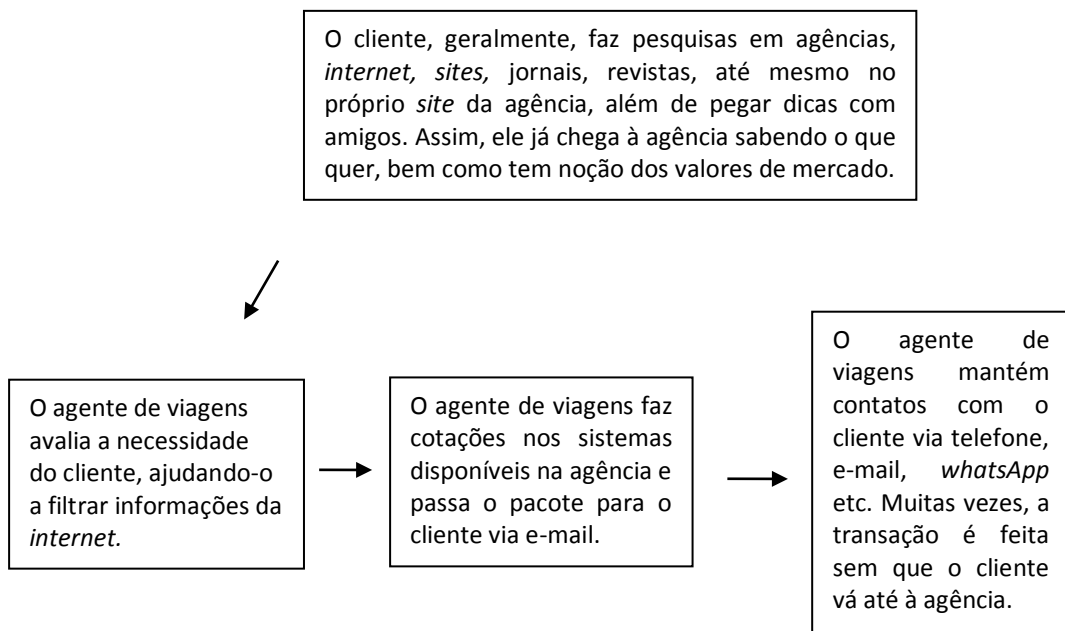 O cliente, geralmente, faz pesquisas em agências,
internet, sites, jornais, revistas, até mesmo no
próprio site da agência, além de pegar dicas com
amigos. Assim, ele já chega à agência sabendo o que
quer, bem como tem noção dos valores de mercado.
O agente de viagens
avalia a necessidade
do cliente, ajudando-o
a filtrar informações da
internet.
O agente de viagens faz
cotações nos sistemas
disponíveis na agência e
passa o pacote para o
cliente via e-mail.
O agente de
viagens mantém
contatos com o
cliente via telefone,
e-mail, whatsApp
etc. Muitas vezes, a
transação é feita
sem que o cliente
vá até à agência.